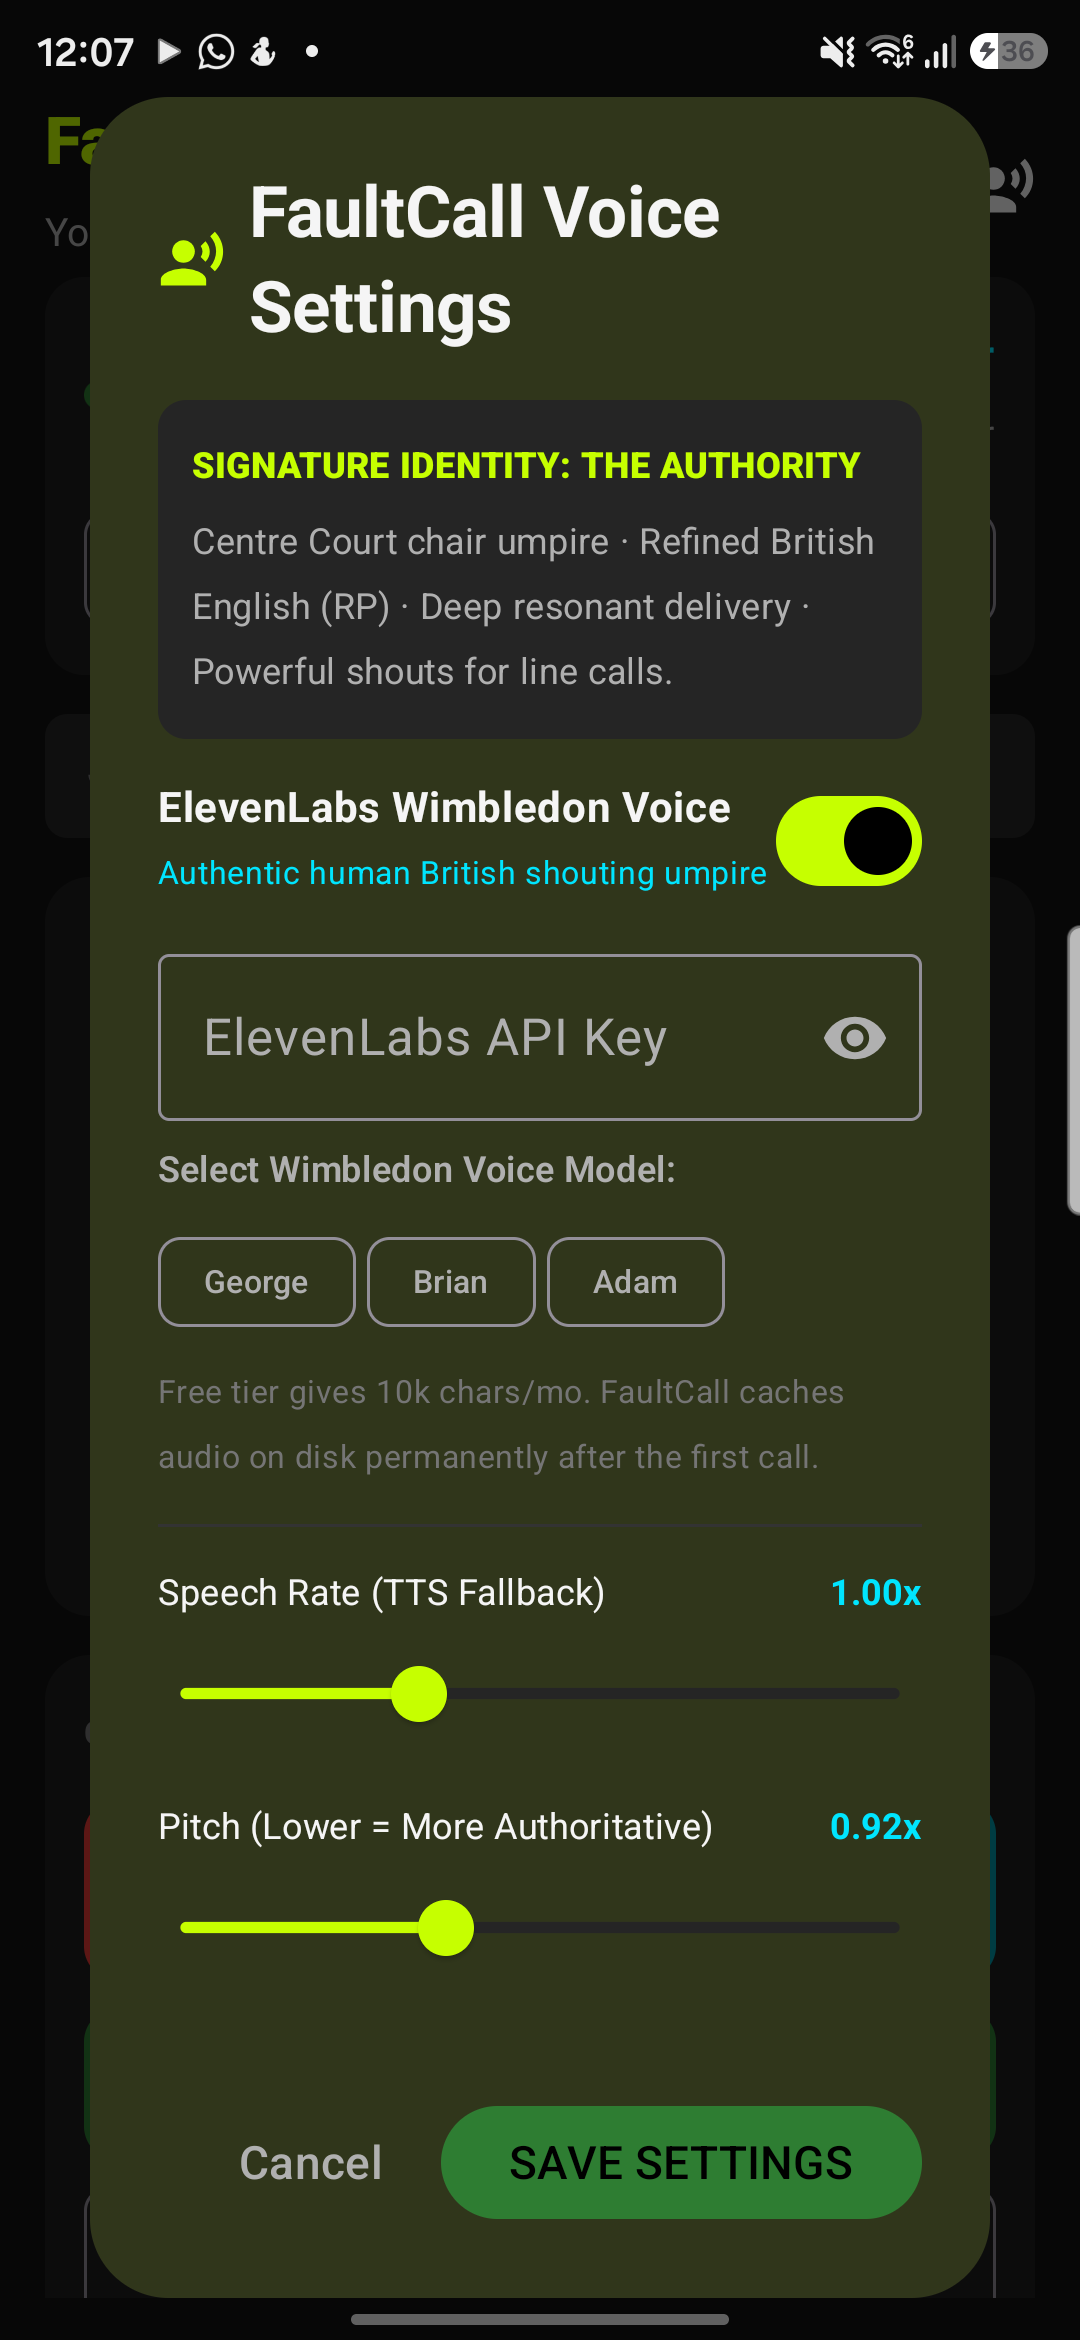 12:07
6
36
Fa
Yo
FaultCall Voice
Settings
SIGNATURE IDENTITY: THE AUTHORITY
Centre Court chair umpire · Refined British
English (RP) · Deep resonant delivery ·
Powerful shouts for line calls.
ElevenLabs Wimbledon Voice
Authentic human British shouting umpire
ElevenLabs API Key
Select Wimbledon Voice Model:
George Brian Adam
Free tier gives 10k chars/mo. FaultCall caches
audio on disk permanently after the first call.
Speech Rate (TTS Fallback) 1.00x
Pitch (Lower = More Authoritative) 0.92x
Cancel SAVE SETTINGS